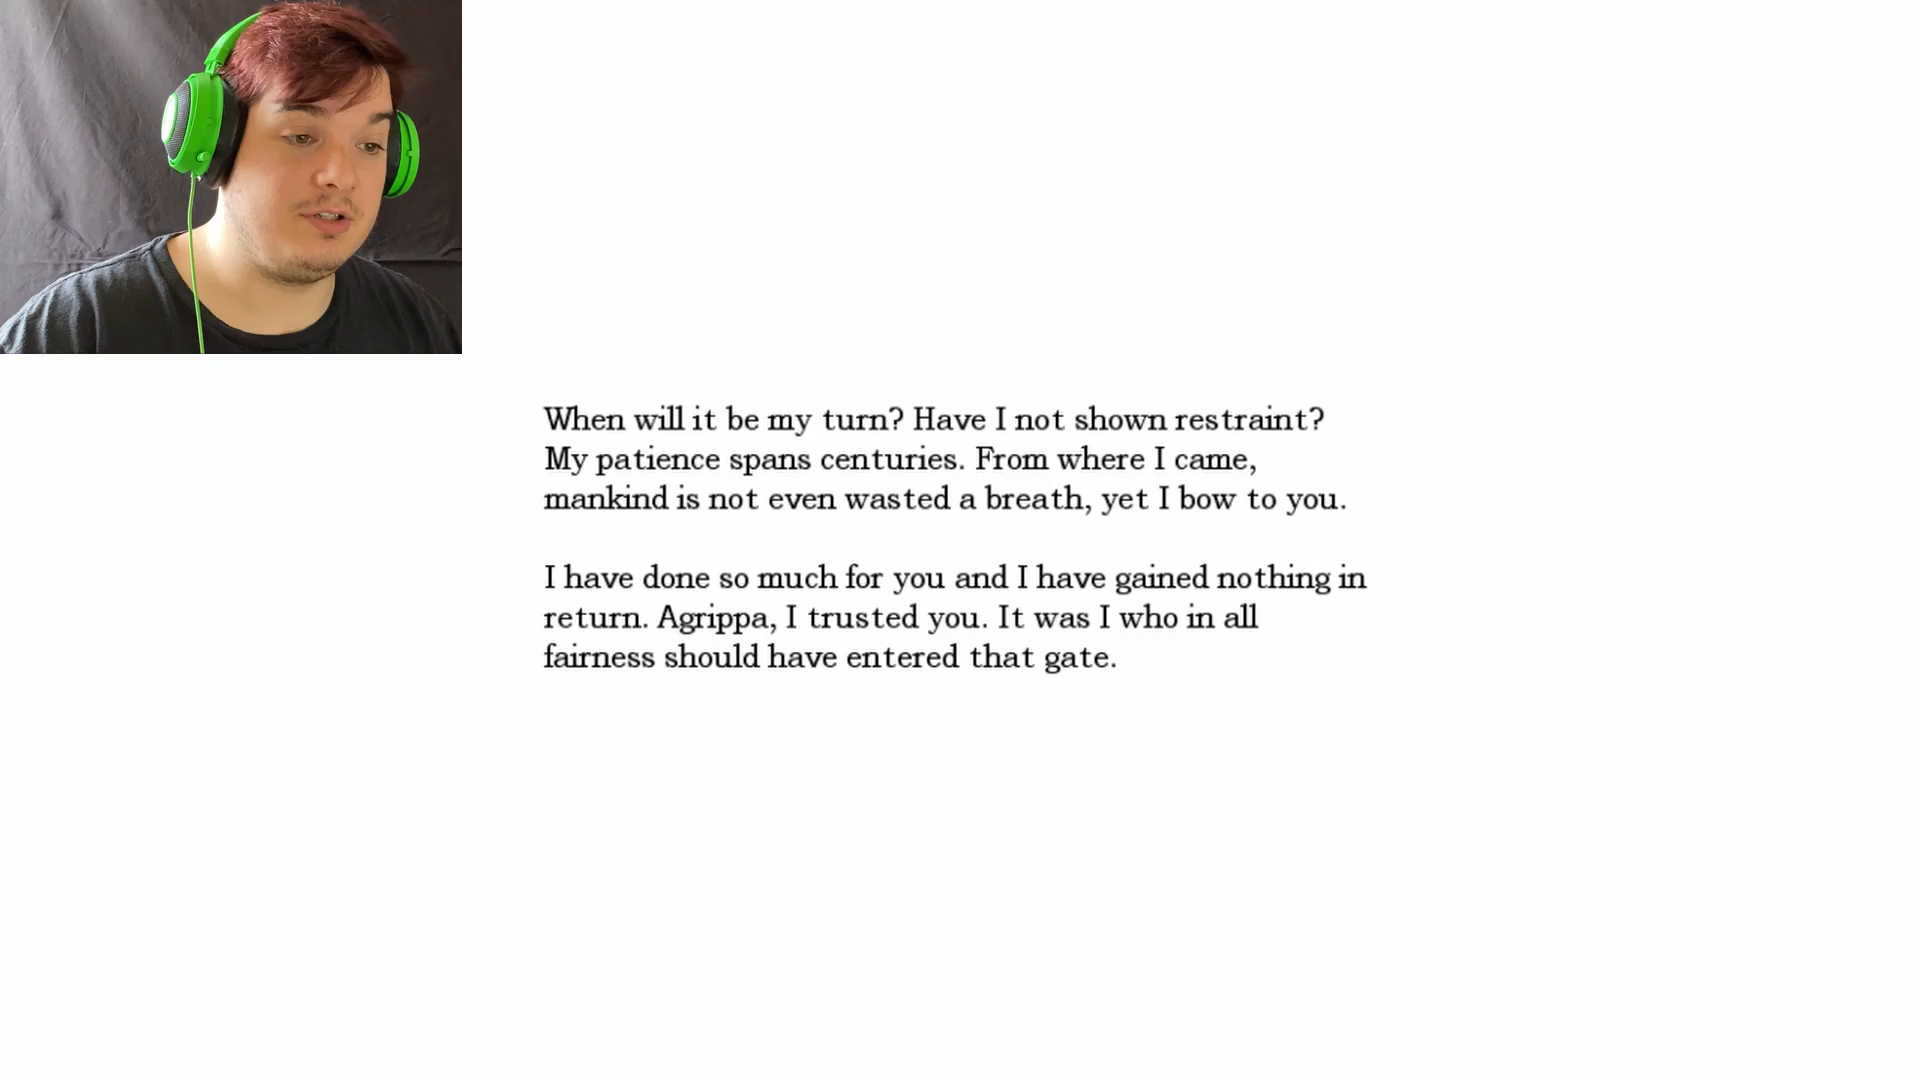 When will it be my turn? Have I not shown restraint?
My patience spans centuries. From where I came,
mankind is not even wasted a breath, yet I bow to you.
I have done so much for you and I have gained nothing in
return. Agrippa, I trusted you. It was I who in all
fairness should have entered that gate.